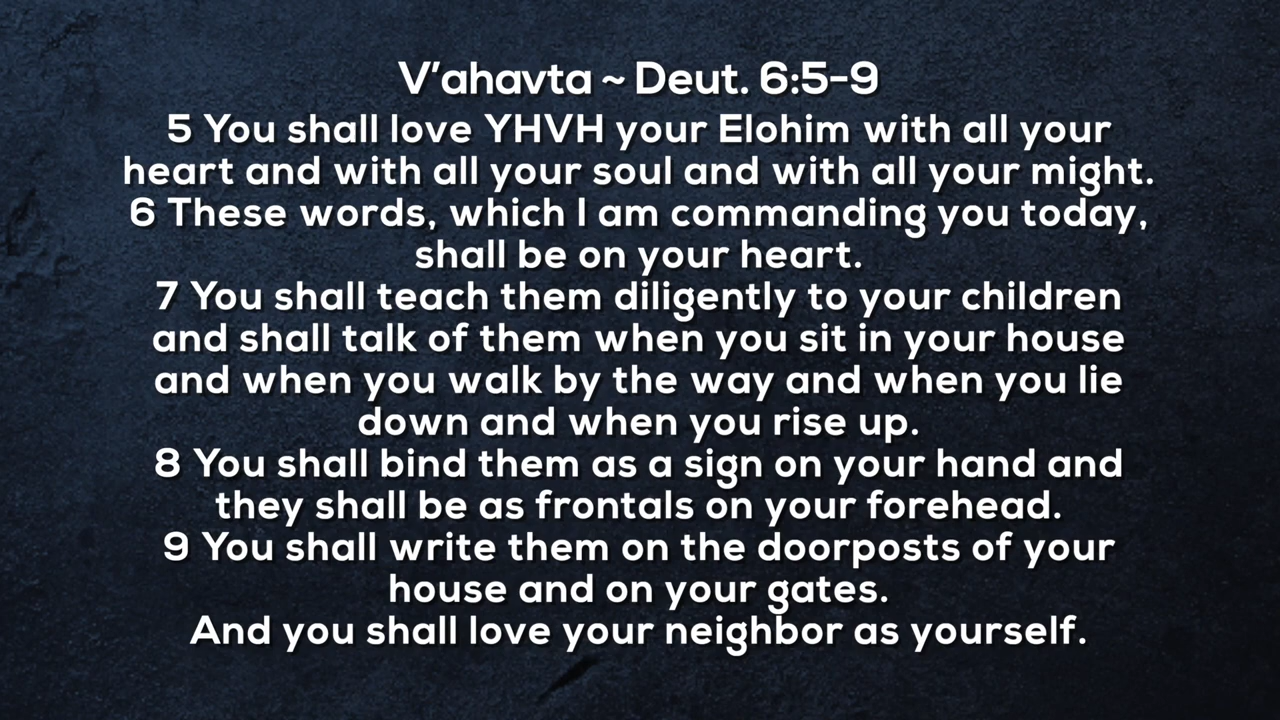 V'ahavta ~ Deut. 6:5-9
5 You shall love YHVH your Elohim with all your
heart and with all your soul and with all your might.
6 These words, which I am commanding you today,
shall be on your heart.
7 You shall teach them diligently to your children
and shall talk of them when you sit in your house
and when you walk by the way and when you lie
down and when you rise up.
8 You shall bind them as a sign on your hand and
they shall be as frontals on your forehead.
9 You shall write them on the doorposts of your
house and on your gates.
And you shall love your neighbor as yourself.